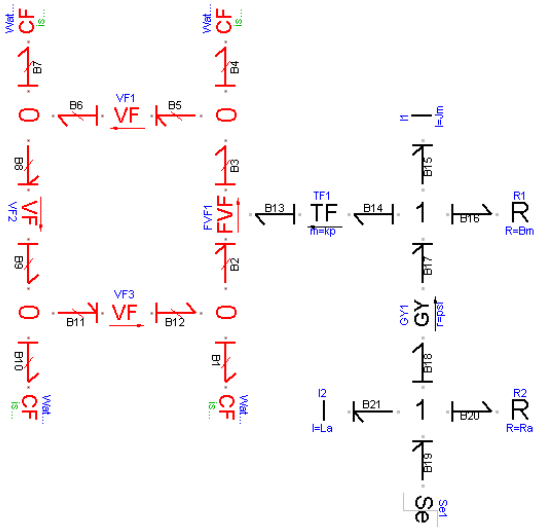 Wat...
CF
is...
Wat...
CF
is...
B7
B4
0
B6
VF1
VF
B5
0
I1
I
I=Jm
B8
B3
B15
VF2
VF
FVF1
FVF
B13
TF1
TF
m=kp
B14
1
B16
R1
R
R=Bm
B9
B2
B17
0
B11
VF3
VF
B12
0
GY1
GY
r=psi
B10
B1
B18
CF
Wat...
is...
CF
Wat...
is...
I2
I
I=La
B21
1
B20
R2
R
R=Ra
B19
Se
Se1